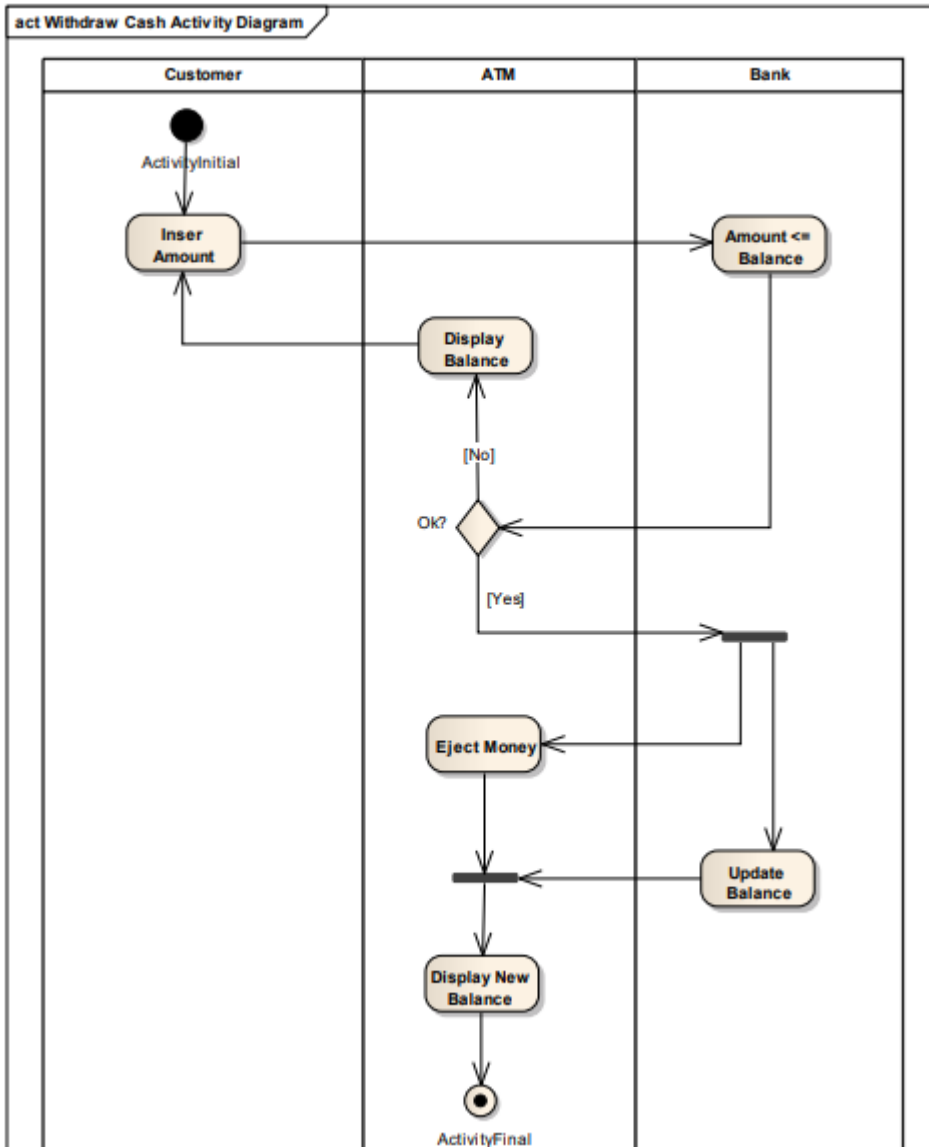 act Withdraw Cash Activity Diagram
Customer
ATM
Bank
ActivityInitial
Inser
Amount
Amount <=
Balance
Display
Balance
[No]
Ok?
[Yes]
Eject Money
Update
Balance
Display New
Balance
ActivityFinal